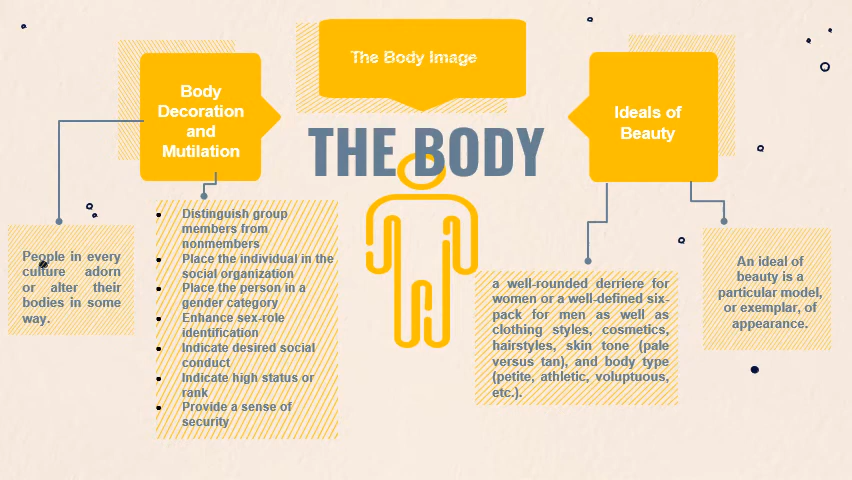 The Body Image
Body
Decoration
and
Mutilation
Ideals of
Beauty
THE BODY
People in every
culture adorn
or alter their
bodies in some
way.
• Distinguish group
members from
nonmembers
• Place the individual in the
social organization
• Place the person in a
gender category
• Enhance sex-role
identification
• Indicate desired social
conduct
• Indicate high status or
rank
• Provide a sense of
security
a well-rounded derriere for
women or a well-defined six-
pack for men as well as
clothing styles, cosmetics,
hairstyles, skin tone (pale
versus tan), and body type
(petite, athletic, voluptuous,
etc.).
An ideal of
beauty is a
particular model,
or exemplar, of
appearance.